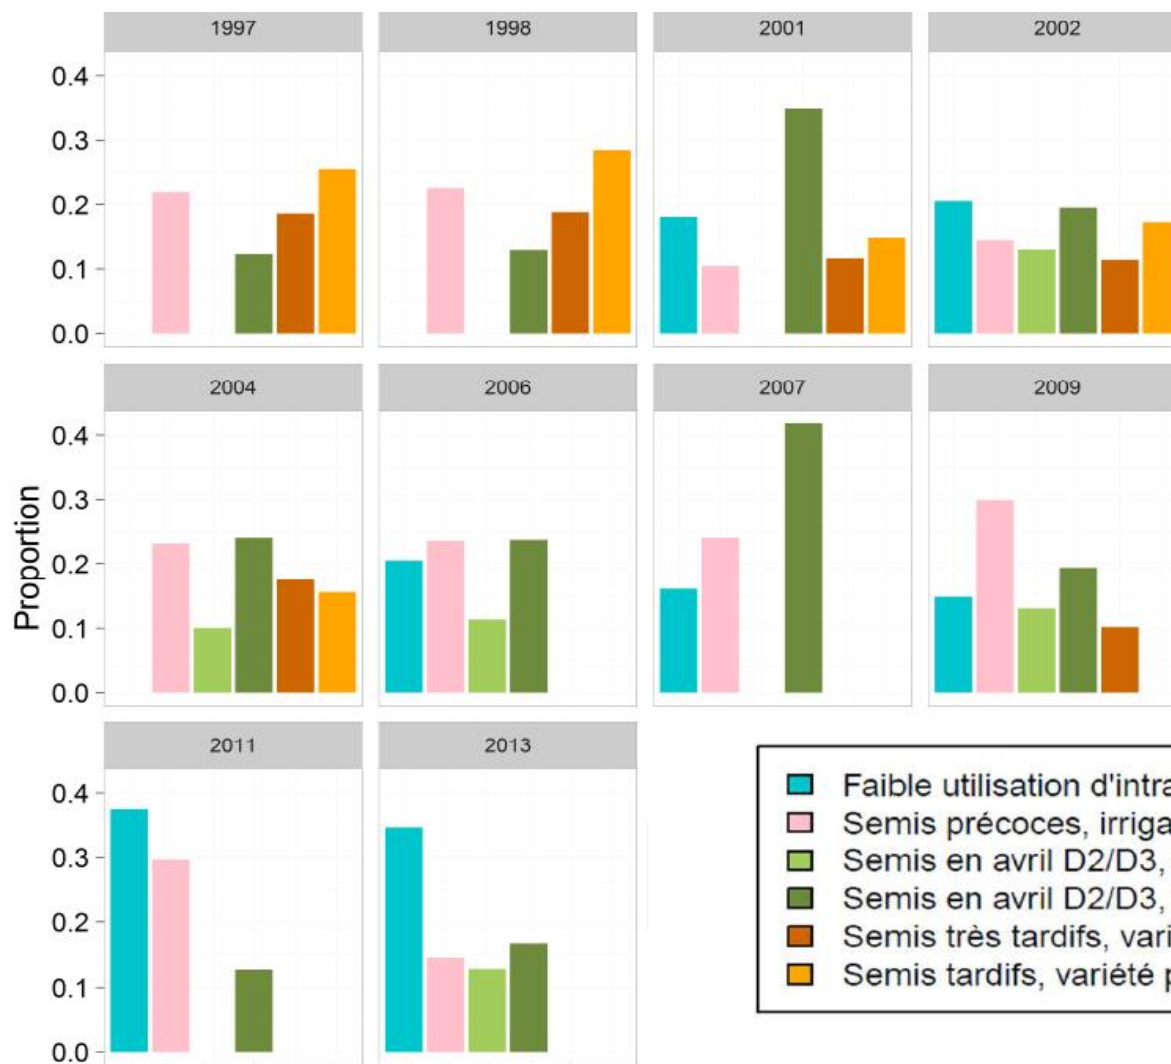 1997 1998 2001 2002
0.4
0.3
0.2
0.1
0.0
2004 2006 2007 2009
Proportion
0.4
0.3
0.2
0.1
0.0
2011 2013
0.4
0.3
0.2
0.1
0.0
Faible utilisation d'intra
Semis précoces, irriga
Semis en avril D2/D3,
Semis en avril D2/D3,
Semis très tardifs, vari
Semis tardifs, variété p